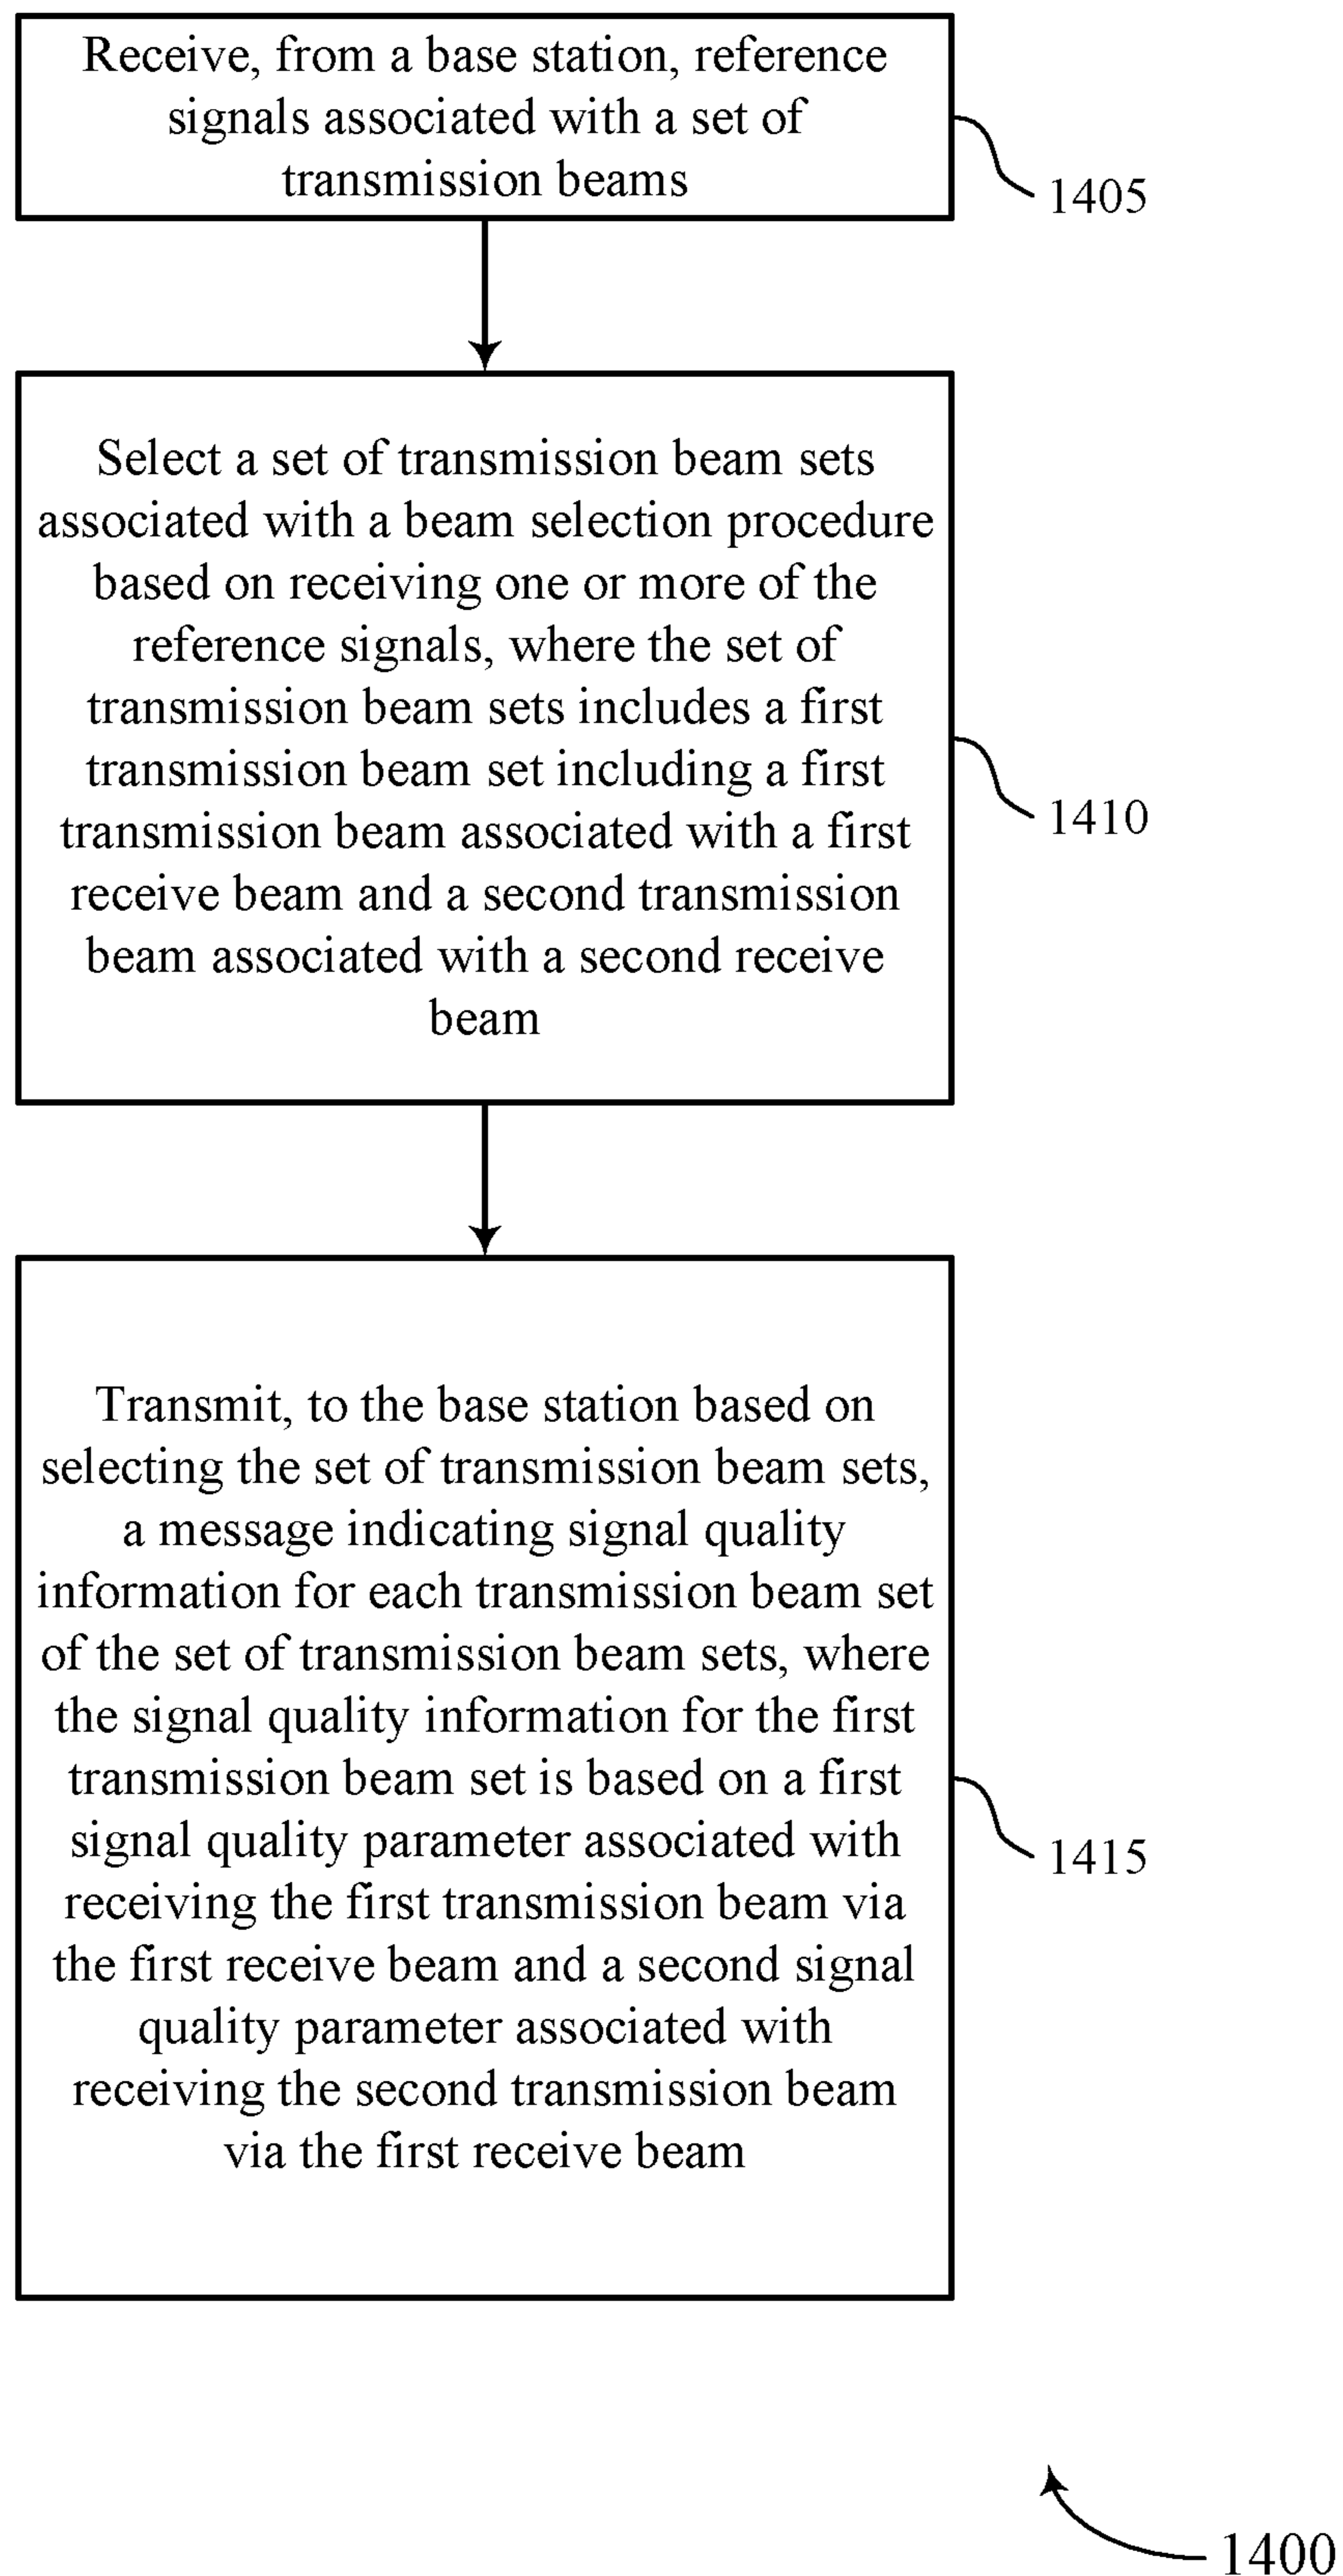 Receive, from a base station, reference
signals associated with a set of
transmission beams
1405
Select a set of transmission beam sets
associated with a beam selection procedure
based on receiving one or more of the
reference signals, where the set of
transmission beam sets includes a first
transmission beam set including a first
transmission beam associated with a first
receive beam and a second transmission
beam associated with a second receive
beam
1410
Transmit, to the base station based on
selecting the set of transmission beam sets,
a message indicating signal quality
information for each transmission beam set
of the set of transmission beam sets, where
the signal quality information for the first
transmission beam set is based on a first
signal quality parameter associated with
receiving the first transmission beam via
the first receive beam and a second signal
quality parameter associated with
receiving the second transmission beam
via the first receive beam
1415
1400